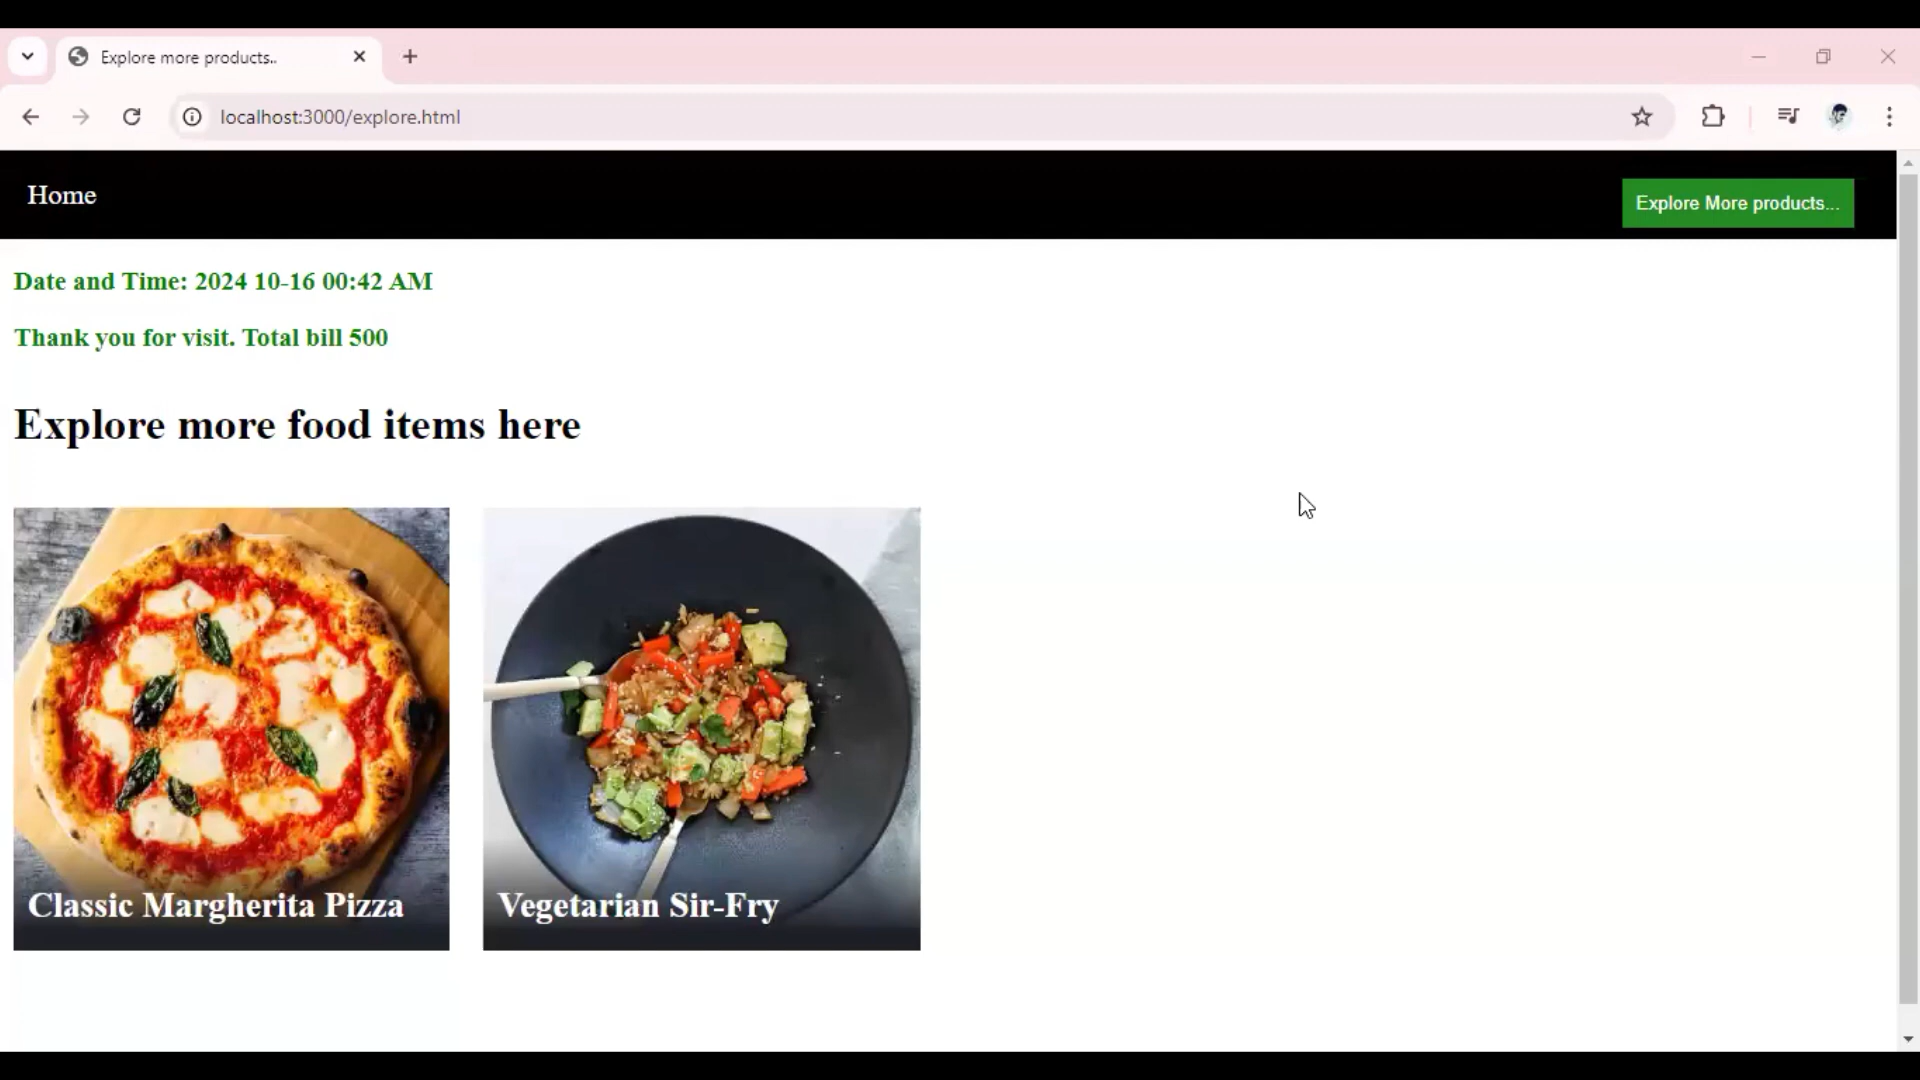 Explore more products..
localhost:3000/explore.html
Home
Explore More products...
Date and Time: 2024 10-16 00:42 AM
Thank you for visit. Total bill 500
Explore more food items here
Classic Margherita Pizza
Vegetarian Sir-Fry